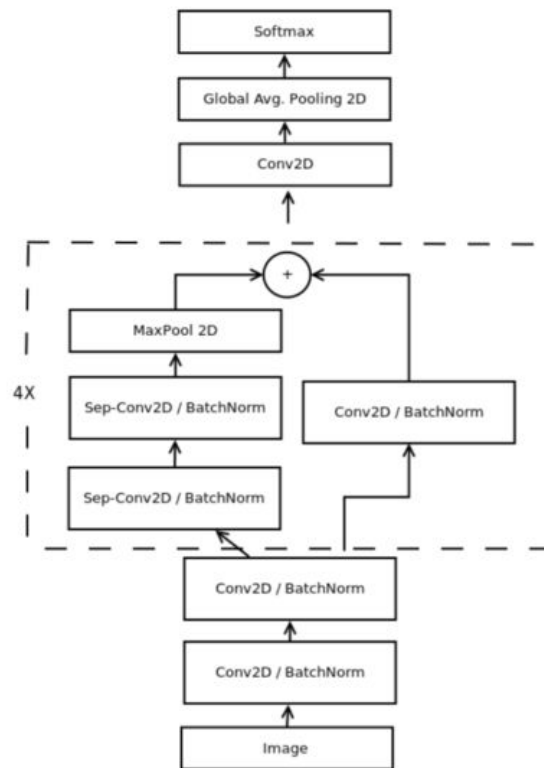 Softmax
Global Avg. Pooling 2D
Conv2D
+
MaxPool 2D
4X
Sep-Conv2D / BatchNorm
Conv2D / BatchNorm
Sep-Conv2D / BatchNorm
Conv2D / BatchNorm
Conv2D / BatchNorm
Image